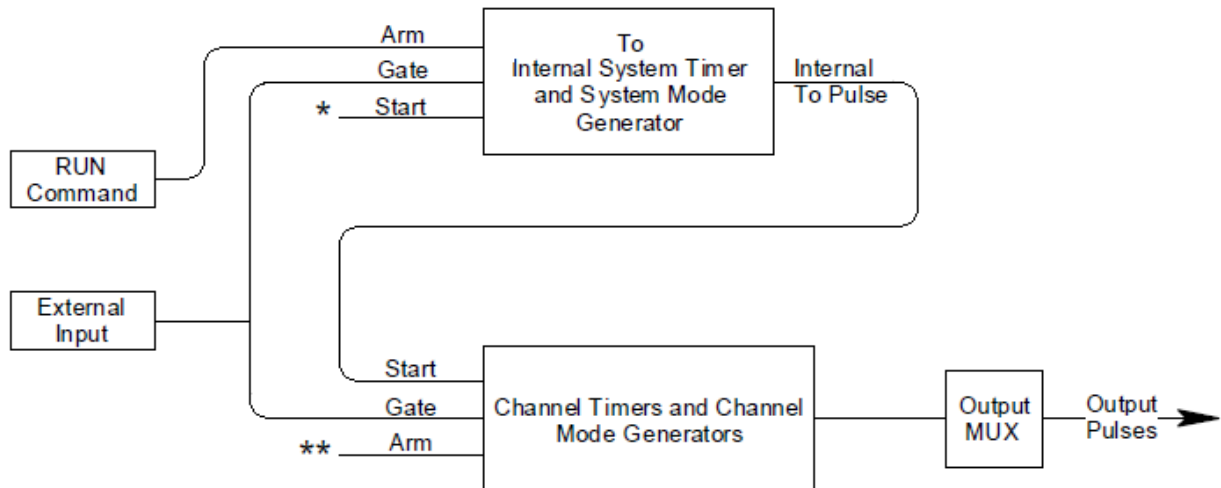 Arm
Gate
* Start
To
Internal System Timer
and System Mode
Generator
Internal
To Pulse
RUN
Command
External
Input
Start
Gate
** Arm
Channel Timers and Channel
Mode Generators
Output
MUX
Output
Pulses